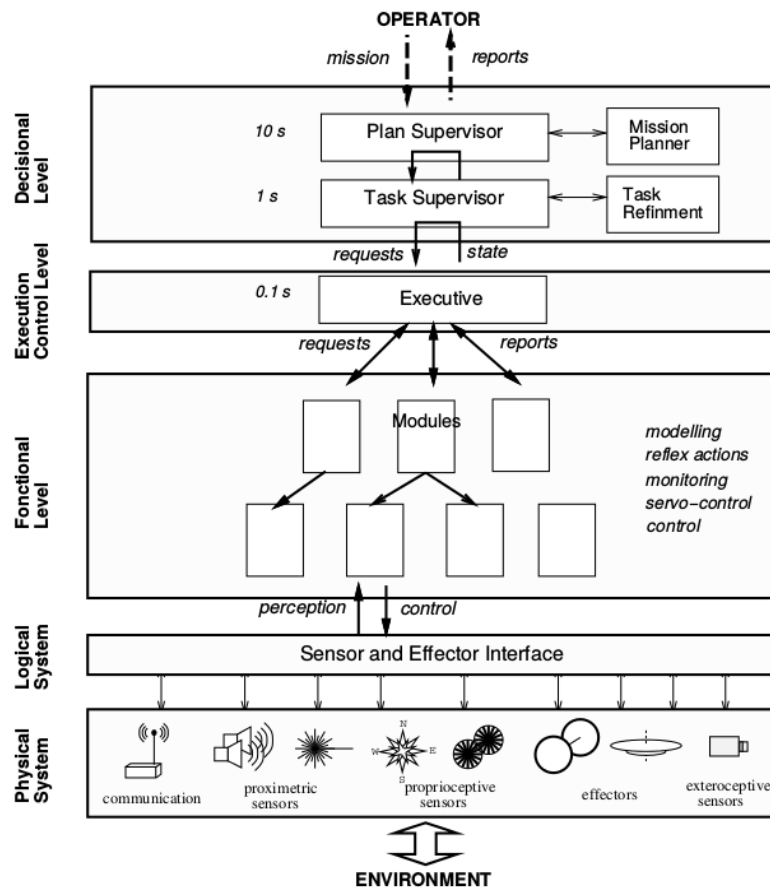 OPERATOR
mission
reports
Decisional
Level
10 s
Plan Supervisor
Mission
Planner
1 s
Task Supervisor
Task
Refinment
requests
state
Execution
Control Level
0.1 s
Executive
requests
reports
Fonctional
Level
Modules
modelling
reflex actions
monitoring
servo-control
control
perception
control
Logical
System
Sensor and Effector Interface
Physical
System
N
W
E
S
communication
proximetric
sensors
proprioceptive
sensors
effectors
exteroceptive
sensors
ENVIRONMENT